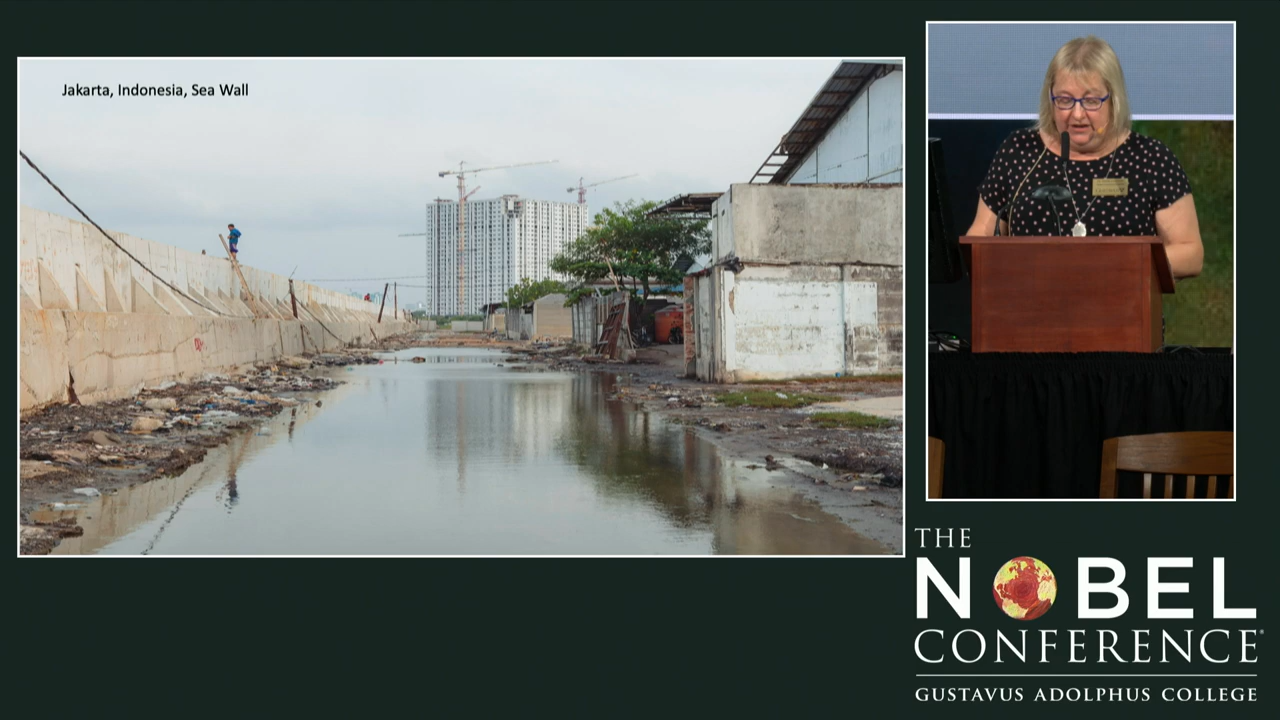 Jakarta, Indonesia, Sea Wall
THE
NOBEL
CONFERENCE®
GUSTAVUS ADOLPHUS COLLEGE